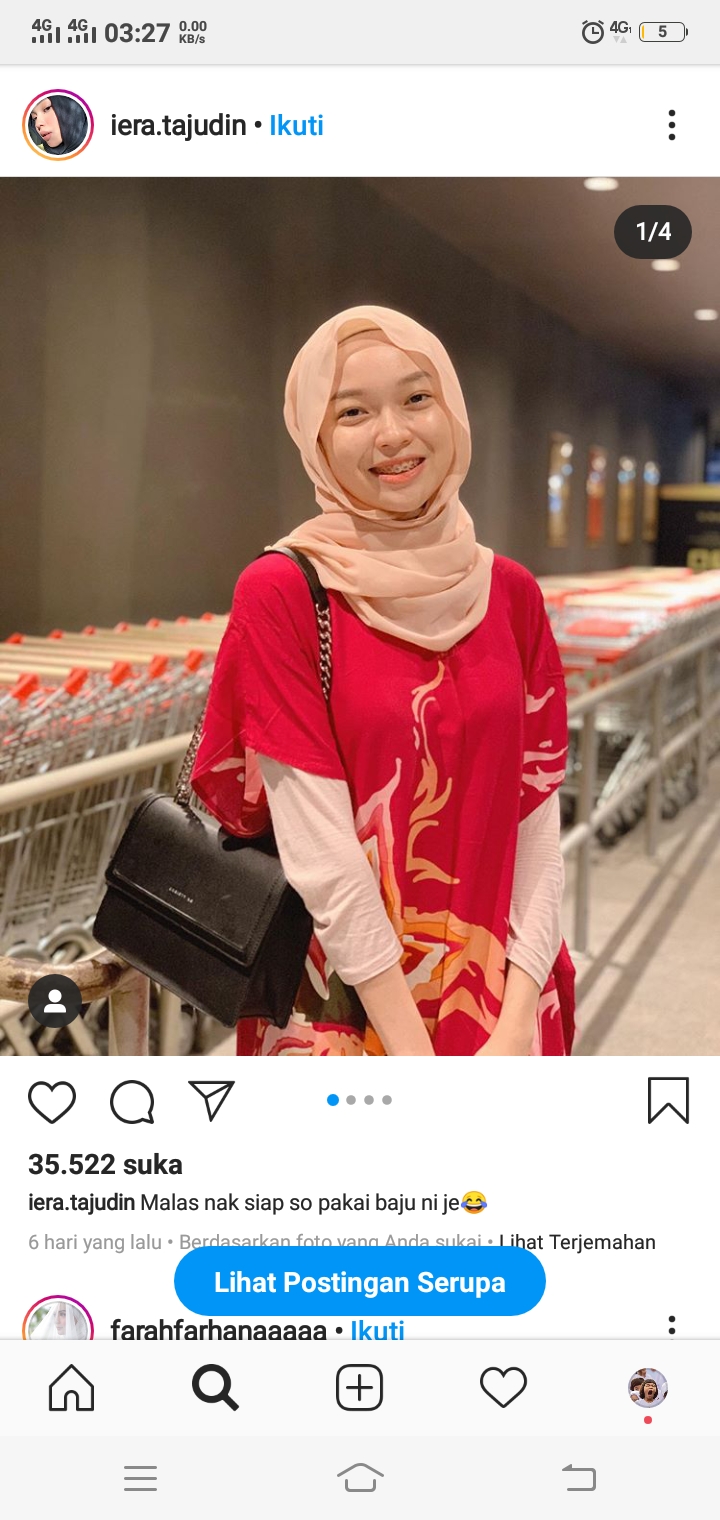 4G 4G 03:27 0.00 KB/s 4G 5
iera.tajudin • Ikuti
1/4
35.522 suka
iera.tajudin Malas nak siap so pakai baju ni je😂
6 hari yang lalu • Berdasarkan foto yang Anda sukai • Lihat Terjemahan
Lihat Postingan Serupa
farahfarhanaaaaa • Ikuti